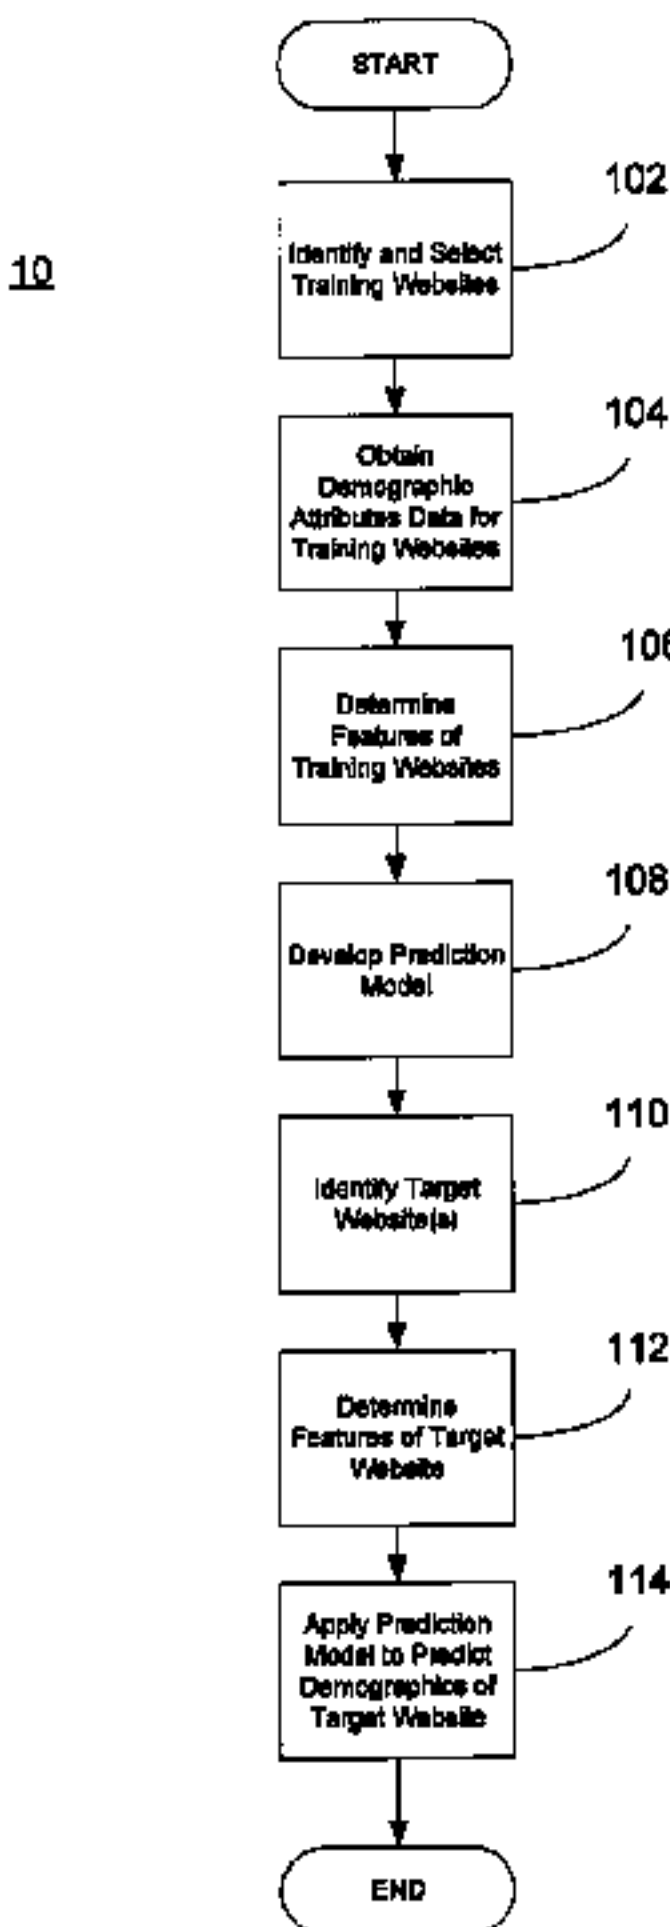 START
102
10
Identify and Select
Training Websites
104
Obtain
Demographic
Attributes Data for
Training Websites
106
Determine
Features of
Training Websites
108
Develop Prediction
Model
110
Identify Target
Website(s)
112
Determine
Features of Target
Website
114
Apply Prediction
Model to Predict
Demographics of
Target Website
END